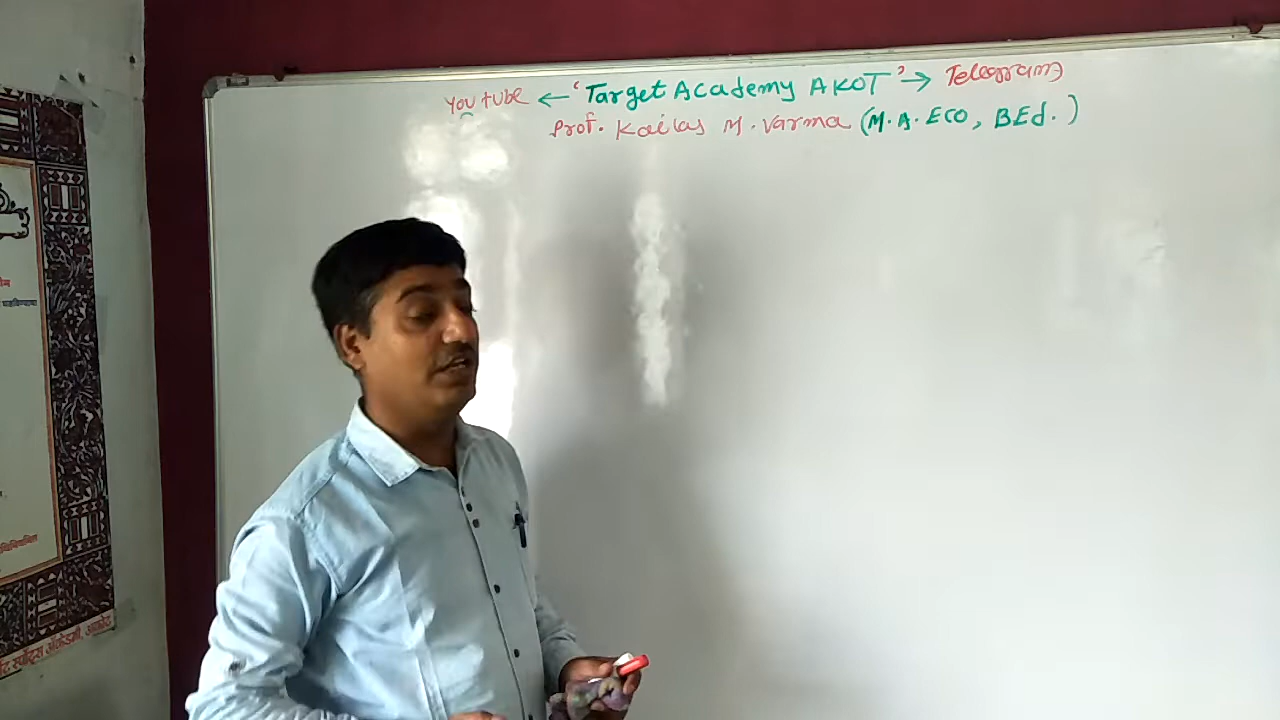 You tube ← 'Target Academy AKOT' → Telegram
Prof. Kailas M. Varma (M.A. ECO, BEd.)